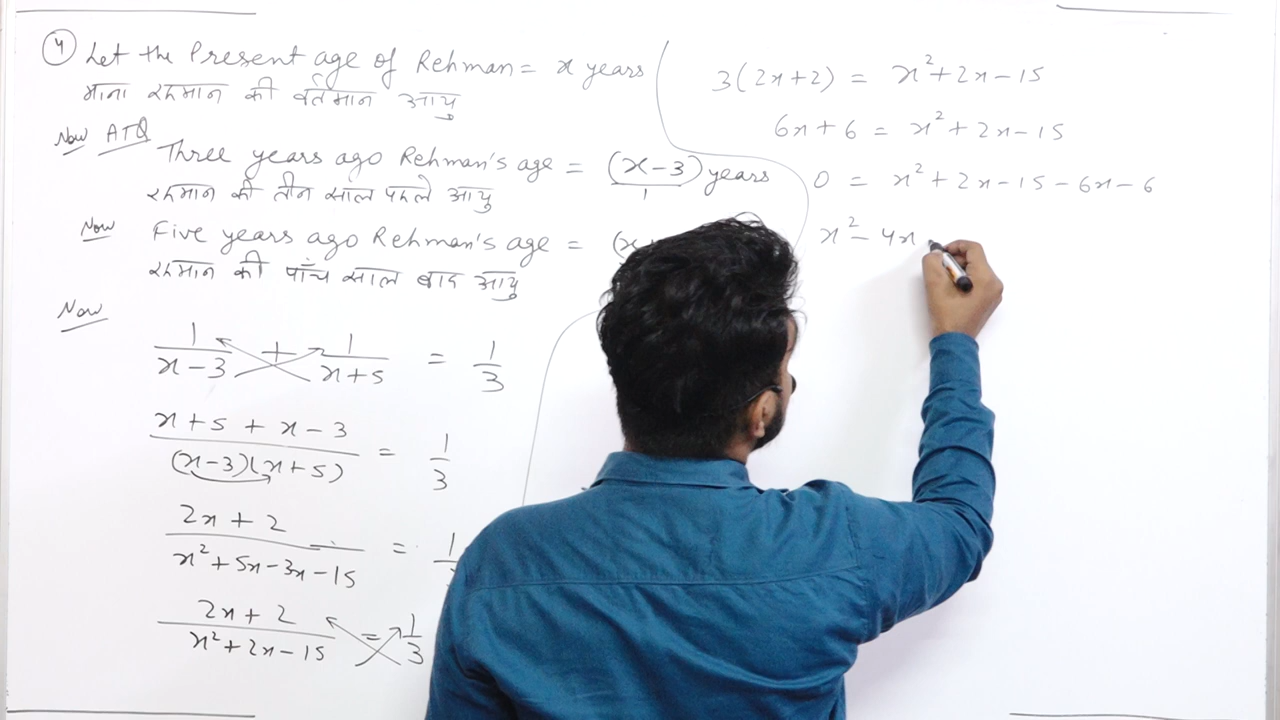 4 Let the Present age of Rehman = x years
माना रहमान की वर्तमान आयु
Now ATQ
Three years ago Rehman's age = (x-3)/1 years
रहमान की तीन साल पहले आयु
Now Five years ago Rehman's age = (x
रहमान की पाँच साल बाद आयु
Now
1/(x-3) + 1/(x+5) = 1/3
(x+5 + x-3)/((x-3)(x+5)) = 1/3
(2x+2)/(x²+5x-3x-15) = 1
(2x+2)/(x²+2x-15) = 1/3
3(2x+2) = x²+2x-15
6x+6 = x²+2x-15
0 = x²+2x-15-6x-6
x²-4x